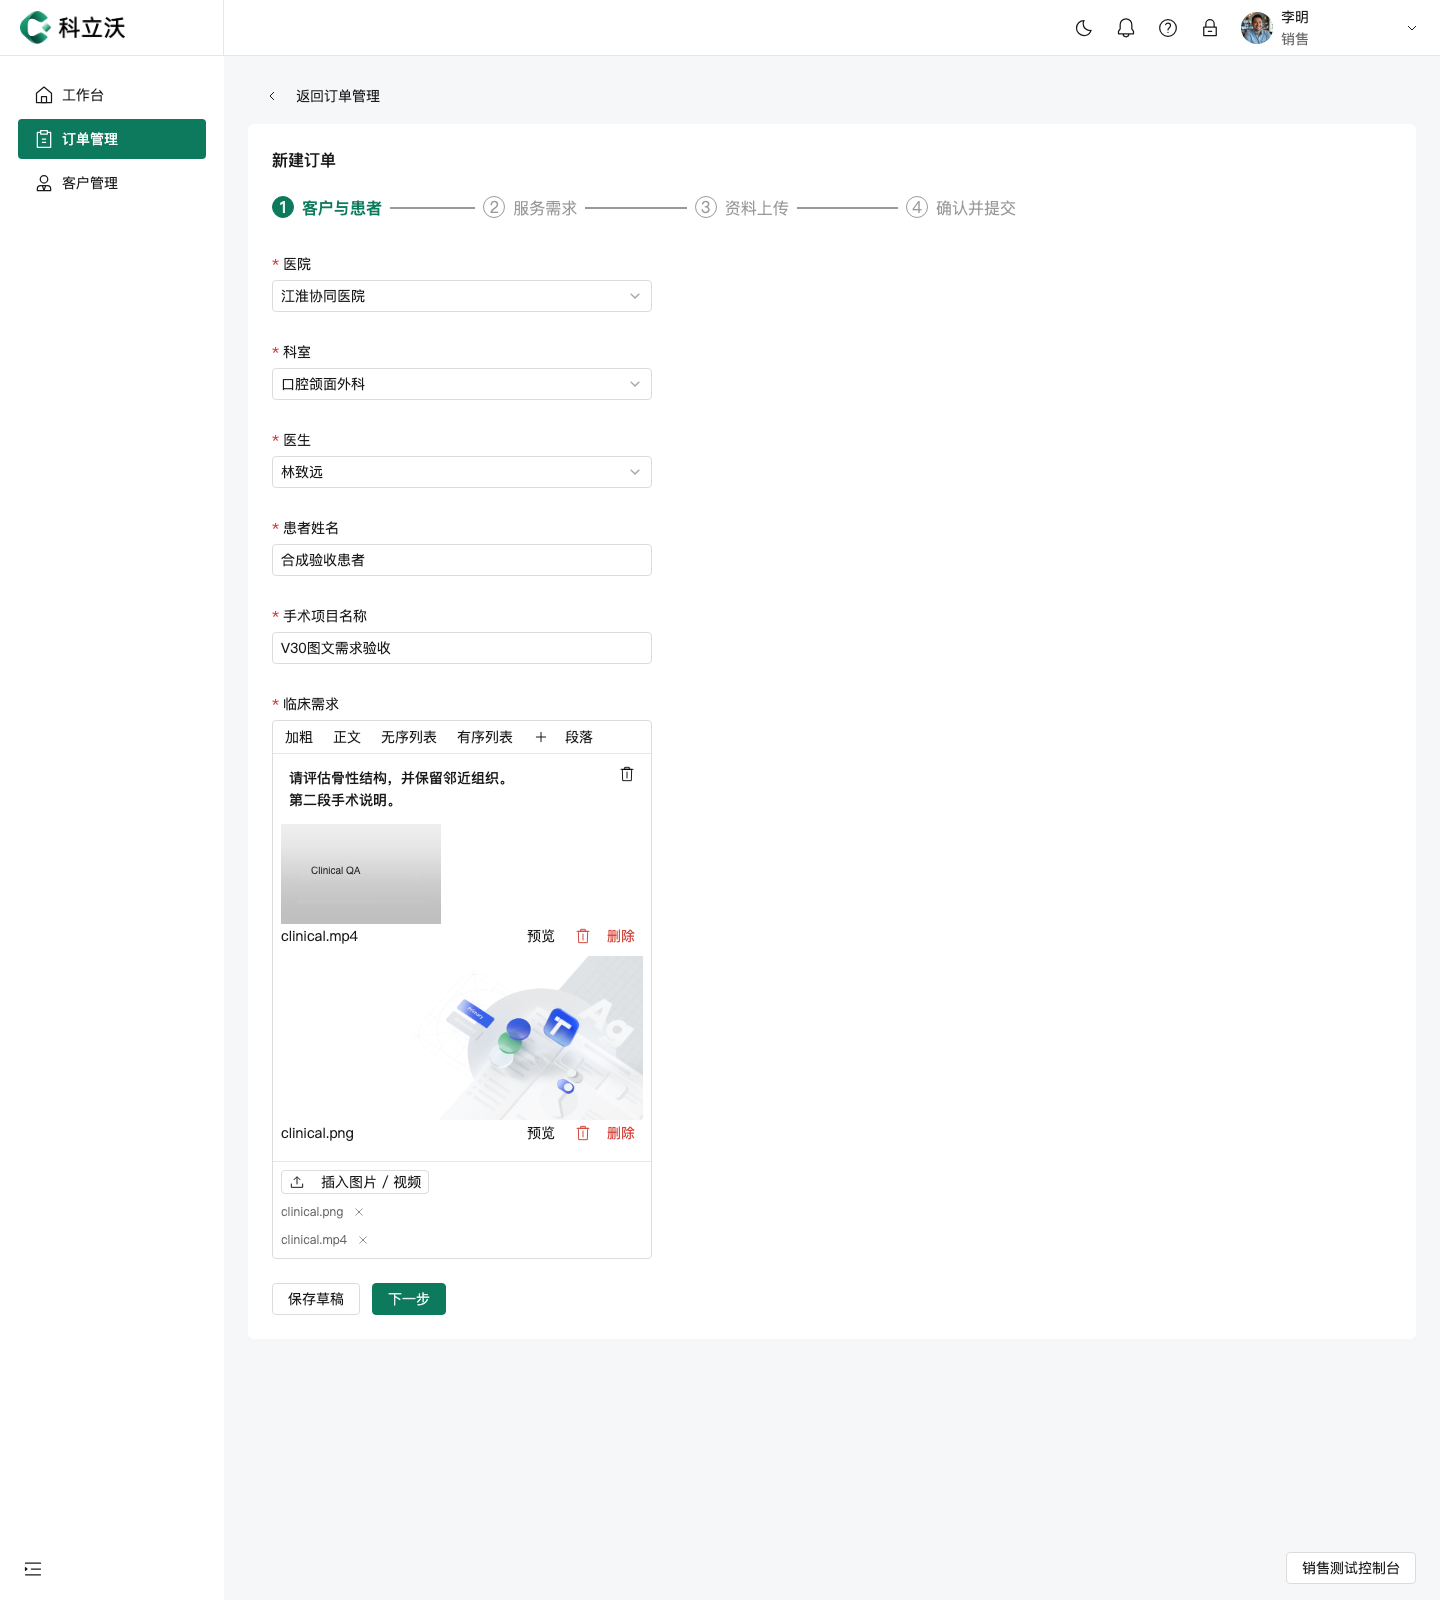 科立沃
李明
销售
工作台
订单管理
客户管理
返回订单管理
新建订单
1 客户与患者
2 服务需求
3 资料上传
4 确认并提交
* 医院
江淮协同医院
* 科室
口腔颌面外科
* 医生
林致远
* 患者姓名
合成验收患者
* 手术项目名称
V30图文需求验收
* 临床需求
加粗 正文 无序列表 有序列表 + 段落
请评估骨性结构，并保留邻近组织。
第二段手术说明。
Clinical QA
clinical.mp4 预览 删除
Ag
T
clinical.png 预览 删除
插入图片 / 视频
clinical.png
clinical.mp4
保存草稿 下一步
销售测试控制台